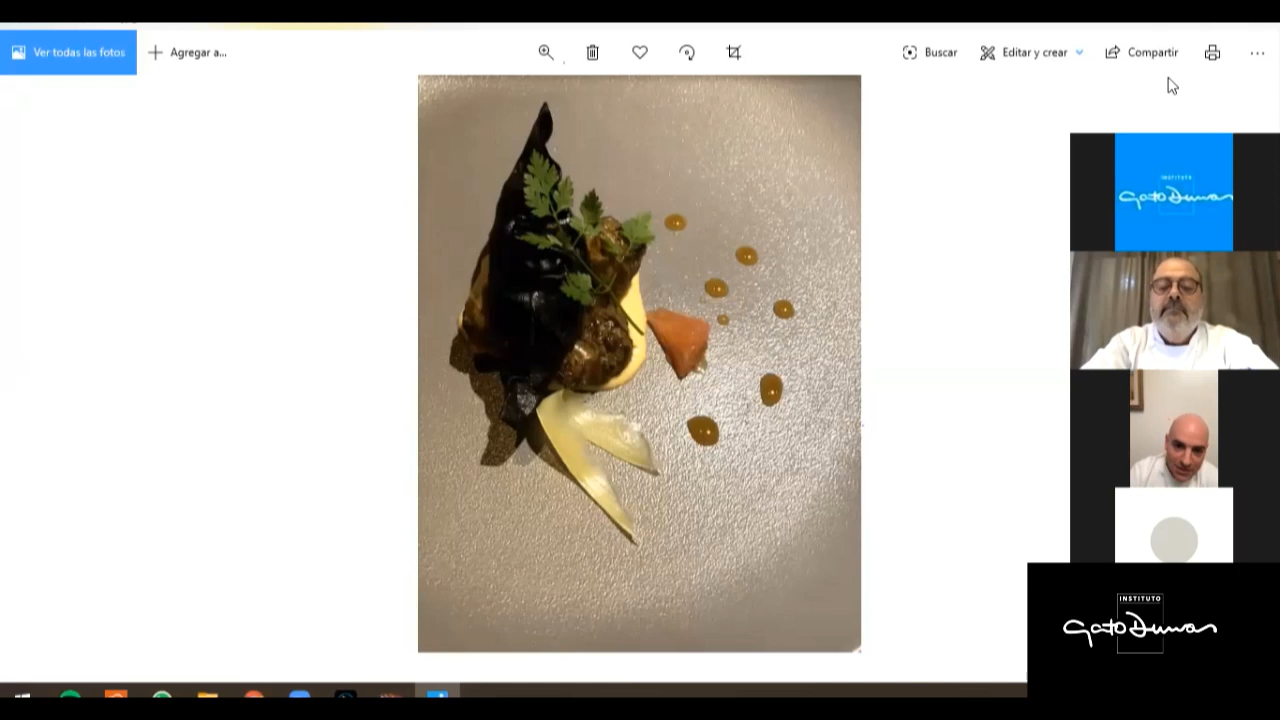 Ver todas las fotos
Agregar a...
Buscar
Editar y crear
Compartir
INSTITUTO
Gato Dumas
INSTITUTO
Gato Dumas